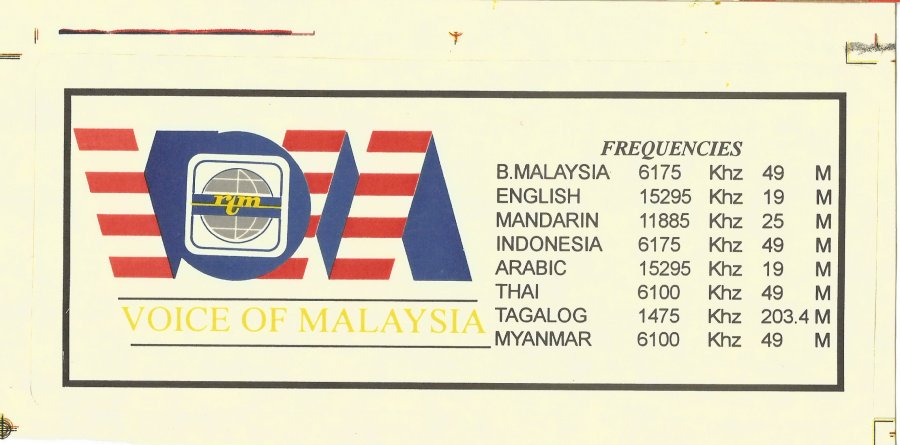 rtm
VOICE OF MALAYSIA
FREQUENCIES
B.MALAYSIA 6175 Khz 49 M
ENGLISH 15295 Khz 19 M
MANDARIN 11885 Khz 25 M
INDONESIA 6175 Khz 49 M
ARABIC 15295 Khz 19 M
THAI 6100 Khz 49 M
TAGALOG 1475 Khz 203.4 M
MYANMAR 6100 Khz 49 M